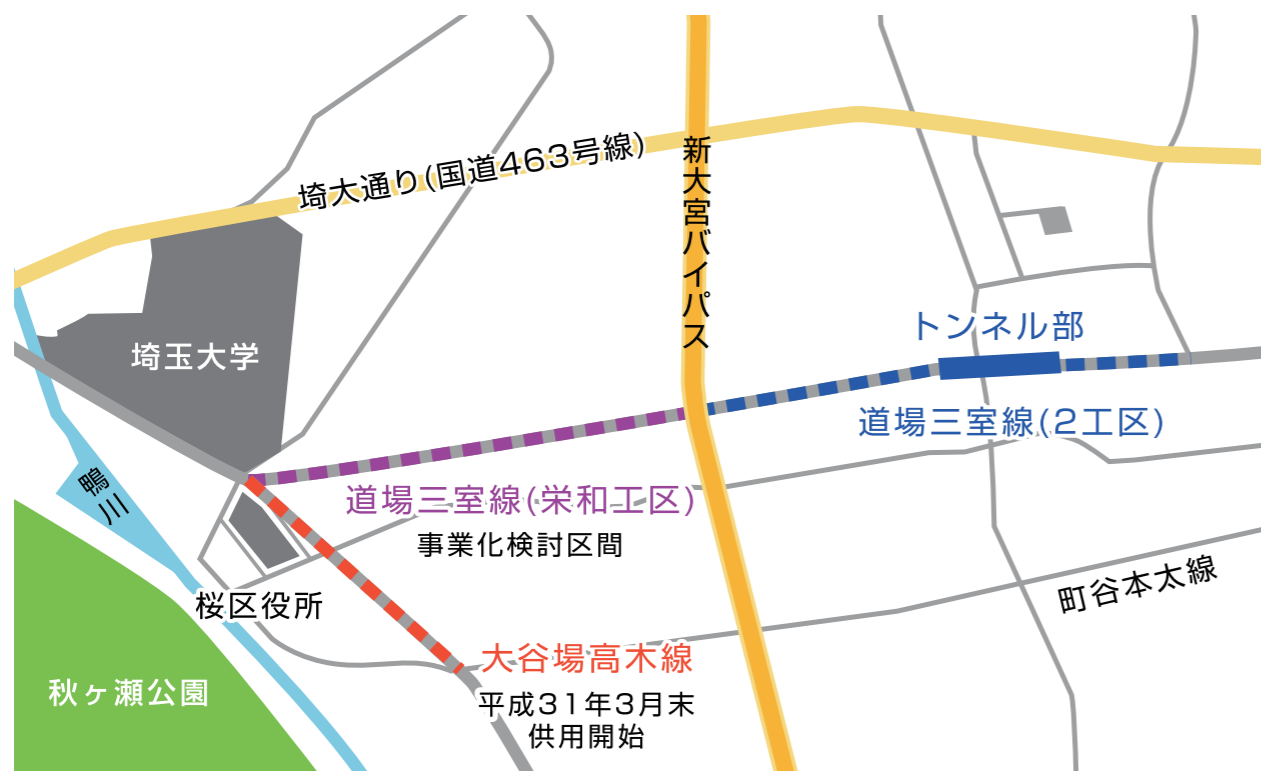 埼大通り(国道463号線)
新大宮バイパス
埼玉大学
トンネル部
道場三室線(2工区)
鴨川
道場三室線(栄和工区)
事業化検討区間
桜区役所
町谷本太線
大谷場高木線
平成31年3月末
供用開始
秋ヶ瀬公園